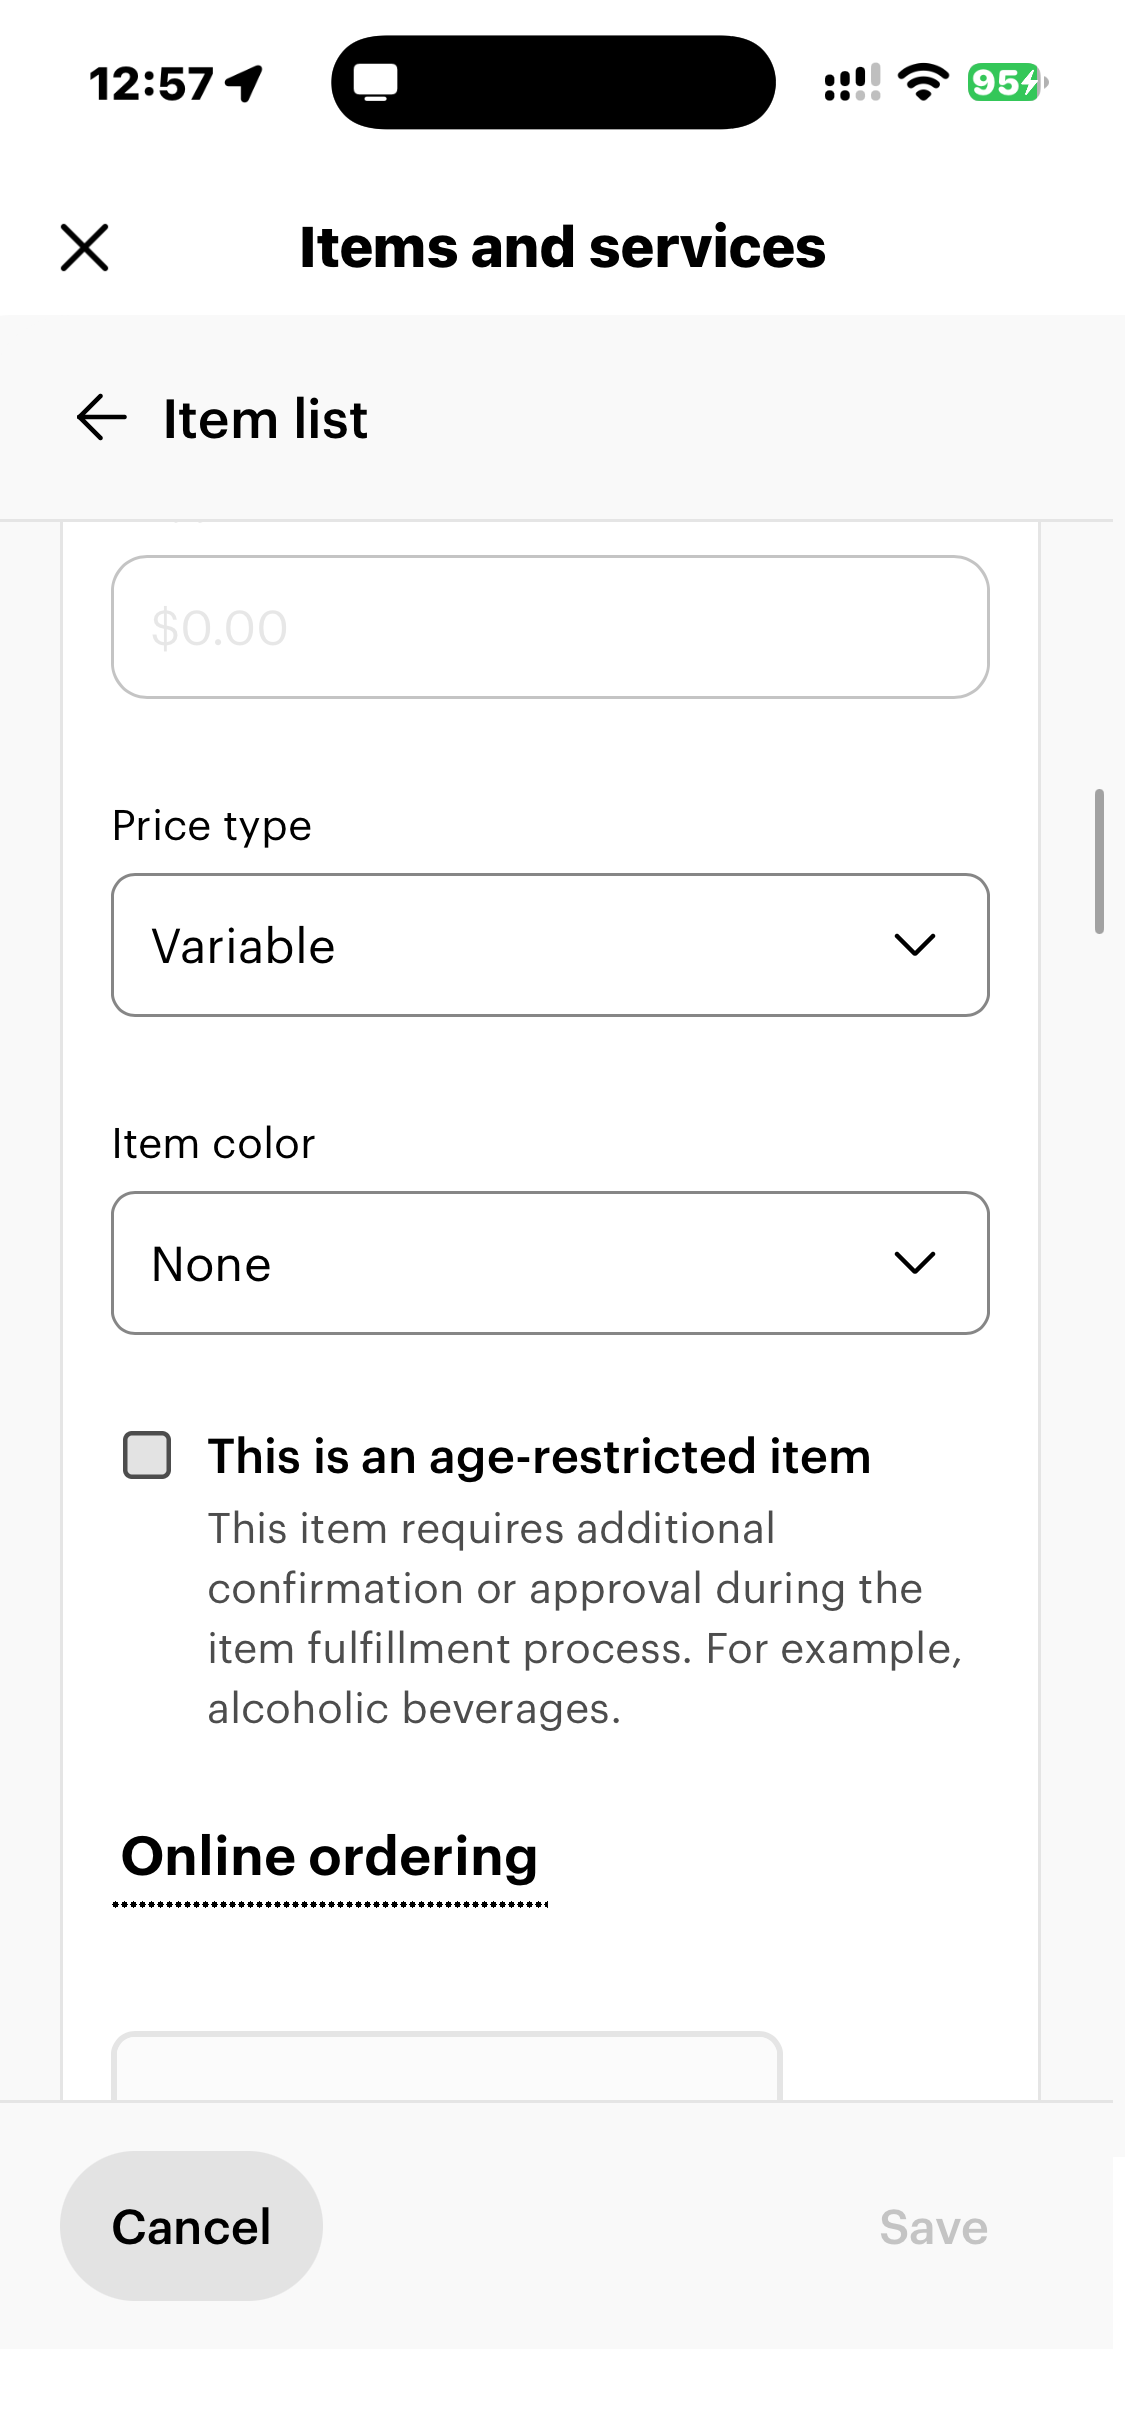 12:57
95
Items and services
Item list
$0.00
Price type
Variable
Item color
None
This is an age-restricted item
This item requires additional
confirmation or approval during the
item fulfillment process. For example,
alcoholic beverages.
Online ordering
Cancel
Save